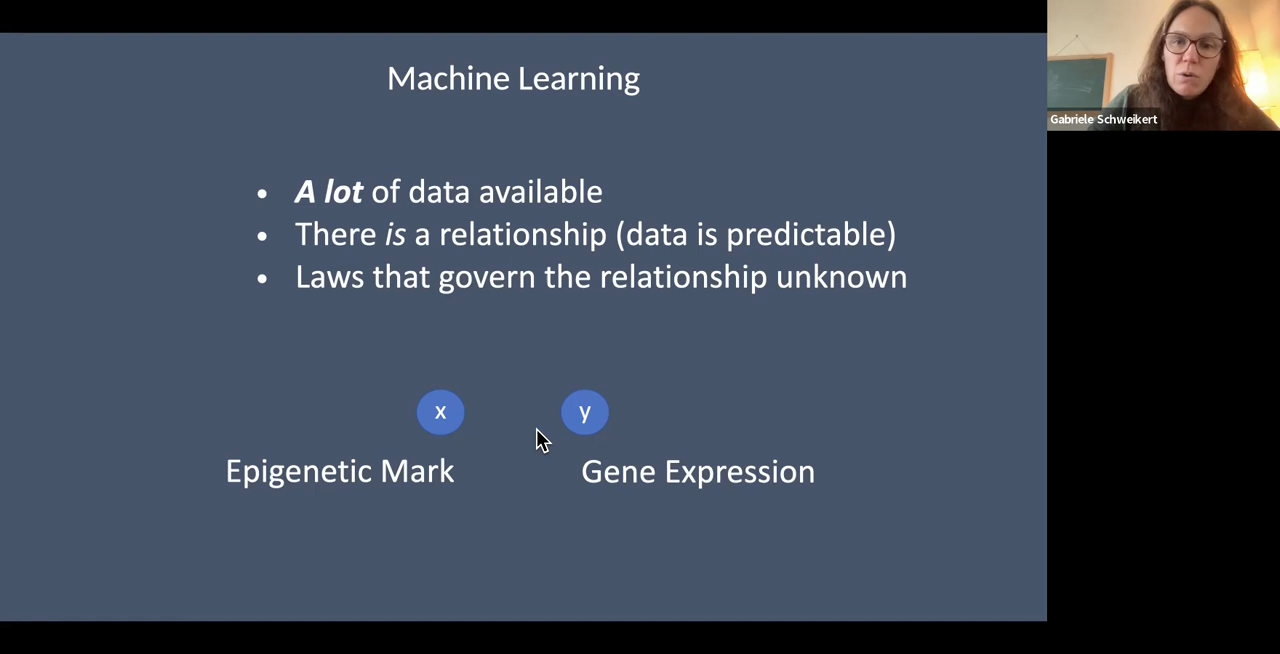 Machine Learning
Gabriele Schweikert
• A lot of data available
• There is a relationship (data is predictable)
• Laws that govern the relationship unknown
x y
Epigenetic Mark Gene Expression